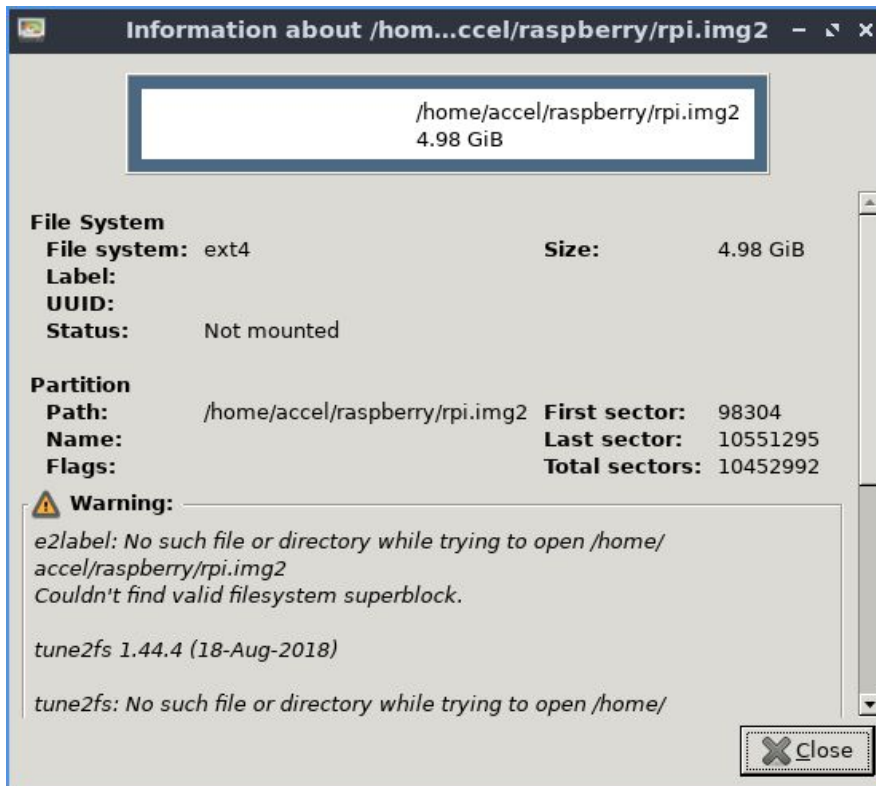 Information about /hom...ccel/raspberry/rpi.img2
/home/accel/raspberry/rpi.img2
4.98 GiB
File System
File system: ext4 Size: 4.98 GiB
Label:
UUID:
Status: Not mounted
Partition
Path: /home/accel/raspberry/rpi.img2 First sector: 98304
Name: Last sector: 10551295
Flags: Total sectors: 10452992
Warning:
e2label: No such file or directory while trying to open /home/
accel/raspberry/rpi.img2
Couldn't find valid filesystem superblock.
tune2fs 1.44.4 (18-Aug-2018)
tune2fs: No such file or directory while trying to open /home/
Close